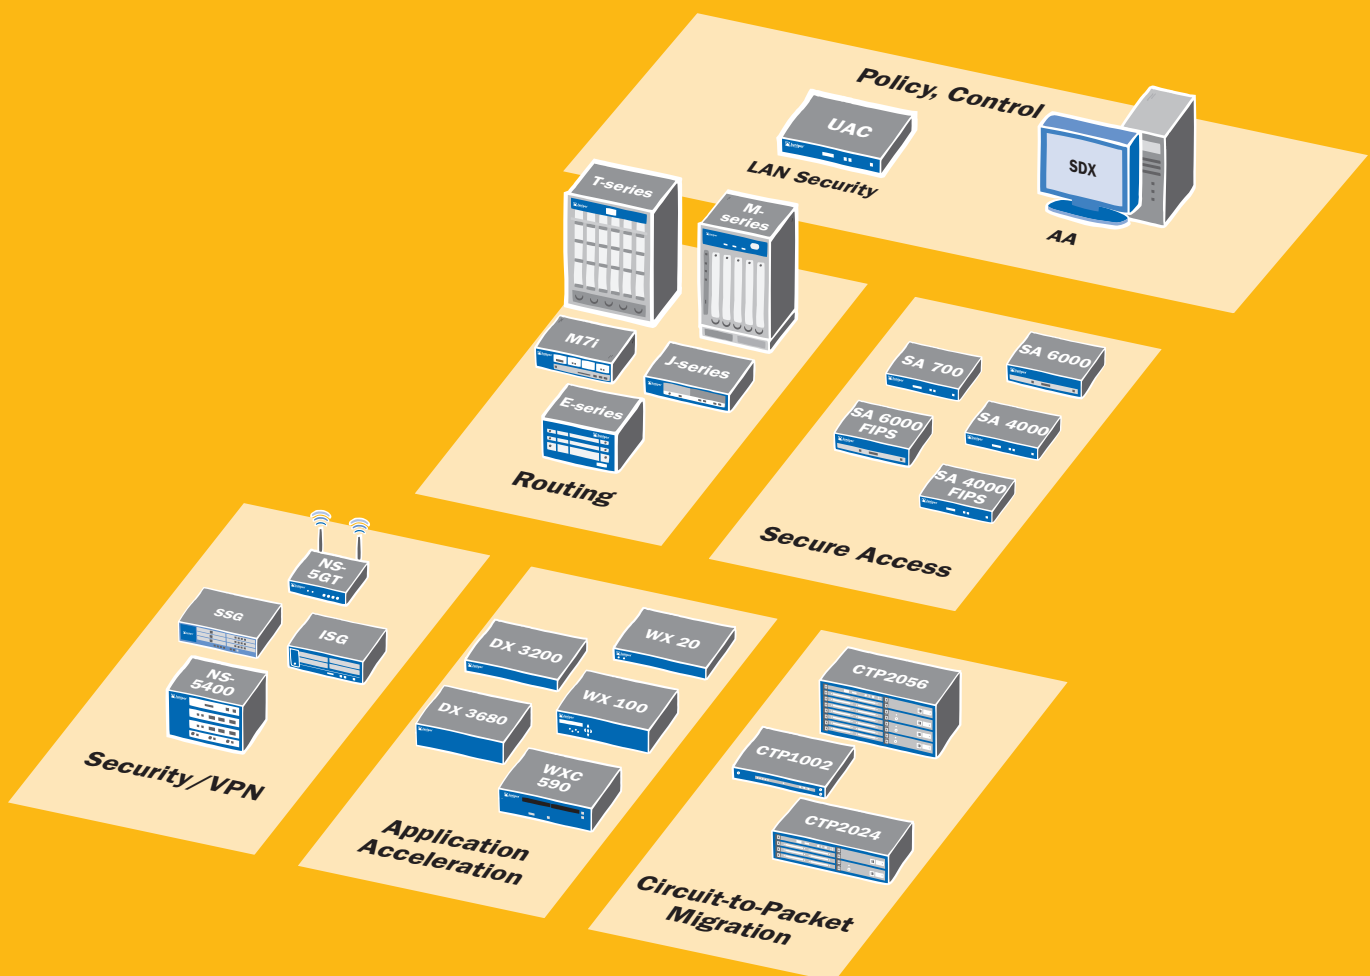 Policy, Control
UAC
LAN Security
SDX
AA
T-series
M-
series
M7i
J-series
E-series
Routing
SA 700
SA 6000
SA 6000
FIPS
SA 4000
SA 4000
FIPS
Secure Access
NS-
5GT
SSG
ISG
NS-
5400
Security/VPN
DX 3200
WX 20
DX 3680
WX 100
WXC
590
Application
Acceleration
CTP2056
CTP1002
CTP2024
Circuit-to-Packet
Migration